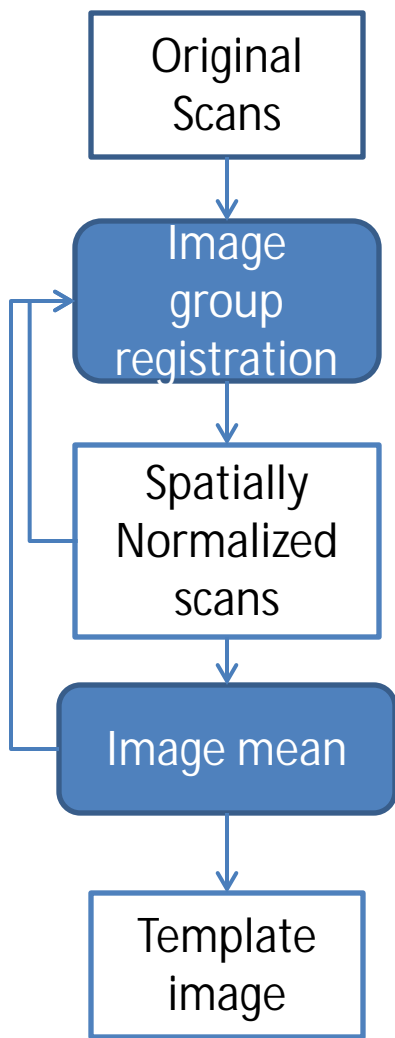 Original
Scans
Image
group
registration
Spatially
Normalized
scans
Image mean
Template
image